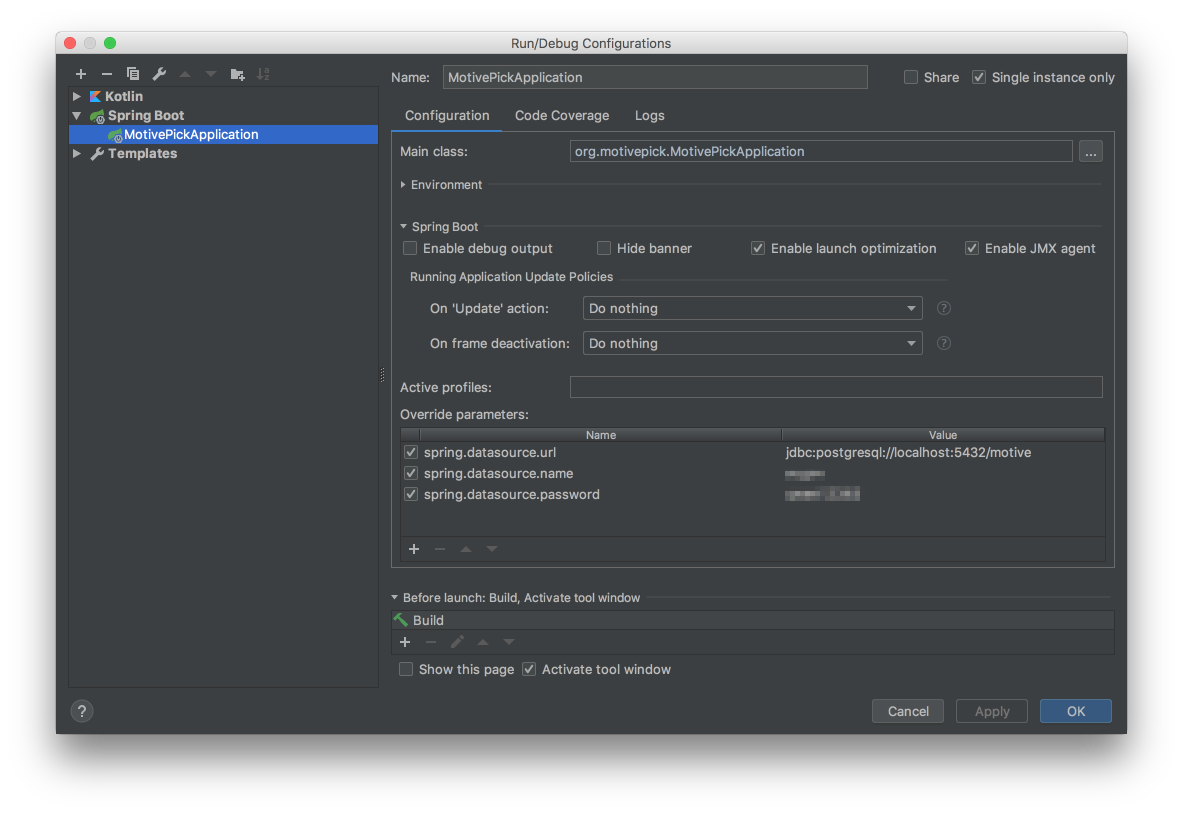 Run/Debug Configurations
Name: MotivePickApplication Share Single instance only
Kotlin
Spring Boot
MotivePickApplication
Templates
Configuration Code Coverage Logs
Main class: org.motivepick.MotivePickApplication ...
Environment
Spring Boot
Enable debug output Hide banner Enable launch optimization Enable JMX agent
Running Application Update Policies
On 'Update' action: Do nothing ?
On frame deactivation: Do nothing ?
Active profiles:
Override parameters:
Name Value
spring.datasource.url jdbc:postgresql://localhost:5432/motive
spring.datasource.name
spring.datasource.password
Before launch: Build, Activate tool window
Build
Show this page Activate tool window
? Cancel Apply OK